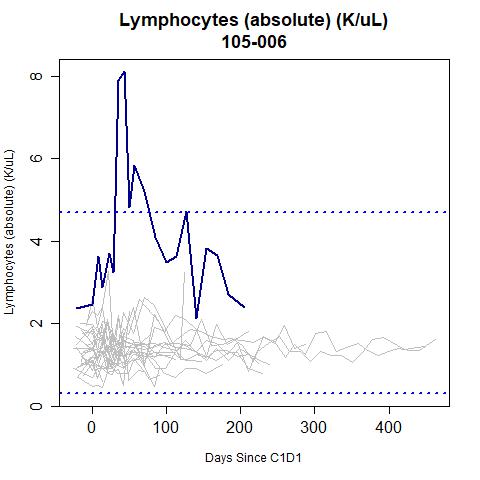 Lymphocytes (absolute) (K/uL)
105-006
Lymphocytes (absolute) (K/uL)
8
6
4
2
0
0 100 200 300 400
Days Since C1D1